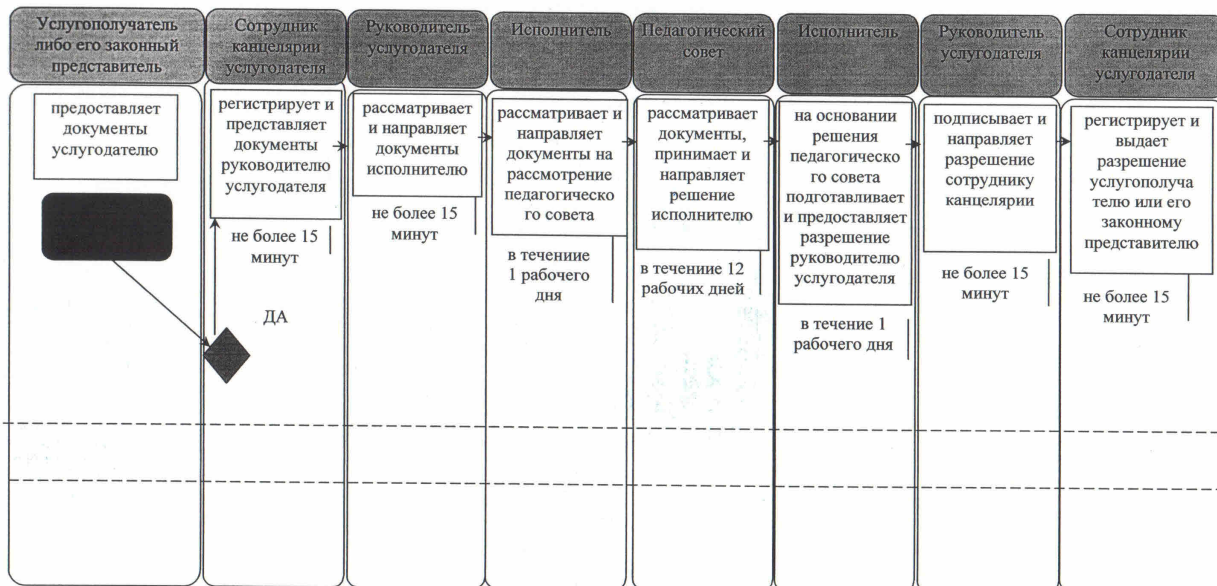 Услугополучатель
либо его законный
представитель
Сотрудник
канцелярии
услугодателя
Руководитель
услугодателя
Исполнитель
Педагогический
совет
Исполнитель
Руководитель
услугодателя
Сотрудник
канцелярии
услугодателя
предоставляет
документы
услугодателю
регистрирует и
представляет
документы
руководителю
услугодателя
не более 15
минут
ДА
рассматривает
и направляет
документы
исполнителю
не более 15
минут
рассматривает и
направляет
документы на
рассмотрение
педагогическо
го совета
в течениие
1 рабочего
дня
рассматривает
документы,
принимает и
направляет
решение
исполнителю
в течениие 12
рабочих дней
на основании
решения
педагогическо
го совета
подготавливает
и предоставляет
разрешение
руководителю
услугодателя
в течение 1
рабочего дня
подписывает и
направляет
разрешение
сотруднику
канцелярии
не более 15
минут
регистрирует и
выдает
разрешение
услугополуча
телю или его
законному
представителю
не более 15
минут